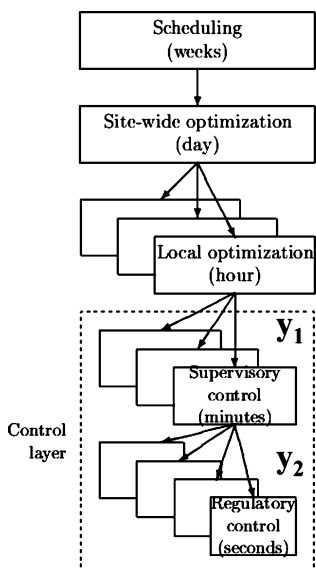 Scheduling
(weeks)
Site-wide optimization
(day)
Local optimization
(hour)
y1
Supervisory
control
(minutes)
Control
layer
y2
Regulatory
control
(seconds)